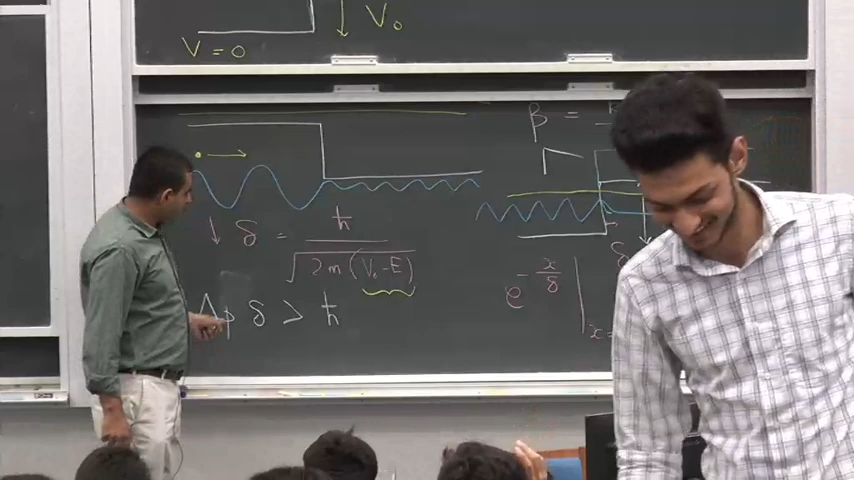 V = 0
V₀
β =
δ = ħ / √2m(V₀-E)
δ
Δp δ > ħ
e^-x/δ | x=